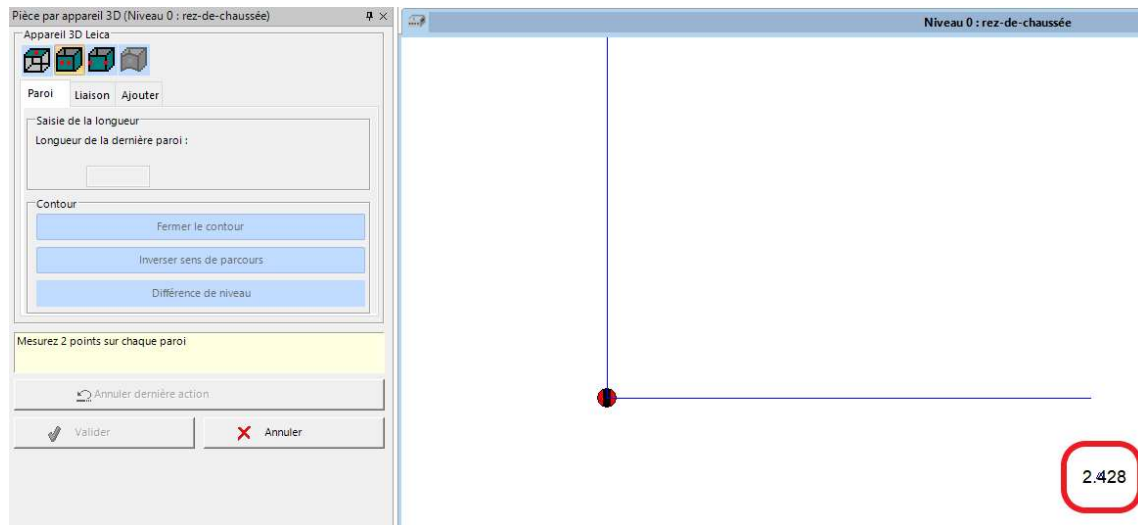 Pièce par appareil 3D (Niveau 0 : rez-de-chaussée)
Appareil 3D Leica
Paroi Liaison Ajouter
Saisie de la longueur
Longueur de la dernière paroi :
Contour
Fermer le contour
Inverser sens de parcours
Différence de niveau
Mesurez 2 points sur chaque paroi
Annuler dernière action
Valider Annuler
Niveau 0 : rez-de-chaussée
2.428